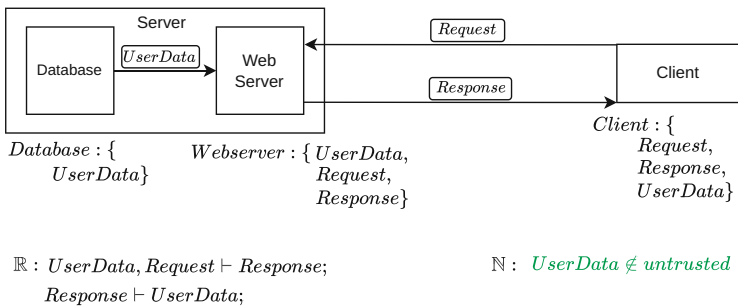 Server
Request
UserData
Database
Web
Server
Client
Response
Database : {
UserData}
Webserver : { UserData,
Request,
Response}
Client : {
Request,
Response,
UserData}
ℝ : UserData, Request ⊢ Response;
Response ⊢ UserData;
ℕ : UserData ∉ untrusted